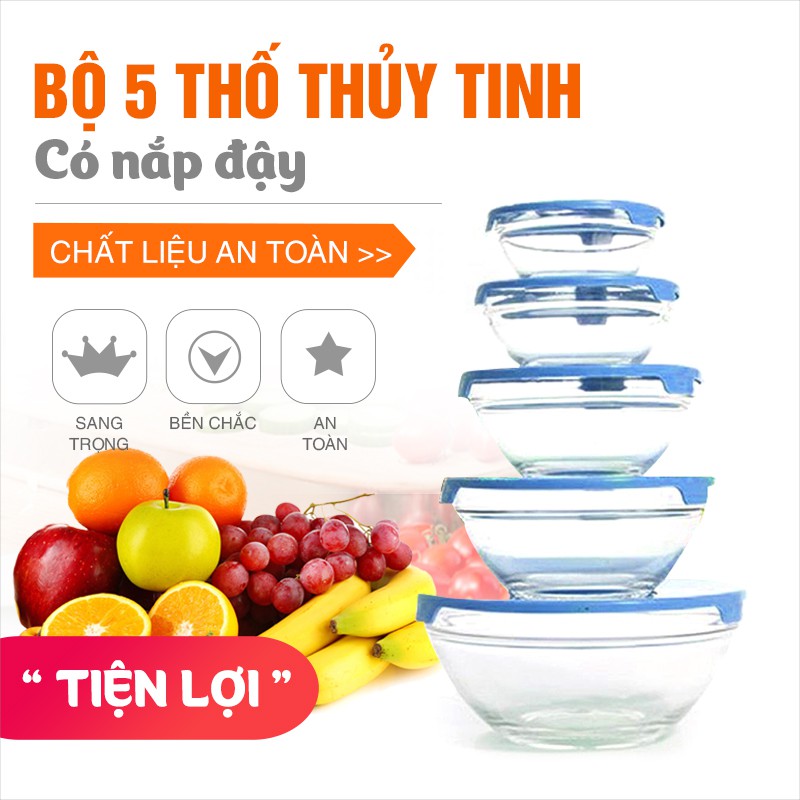 BỘ 5 THỐ THỦY TINH
Có nắp đậy
CHẤT LIỆU AN TOÀN >>
SANG
TRỌNG
BỀN CHẮC
AN
TOÀN
“ TIỆN LỢI ”